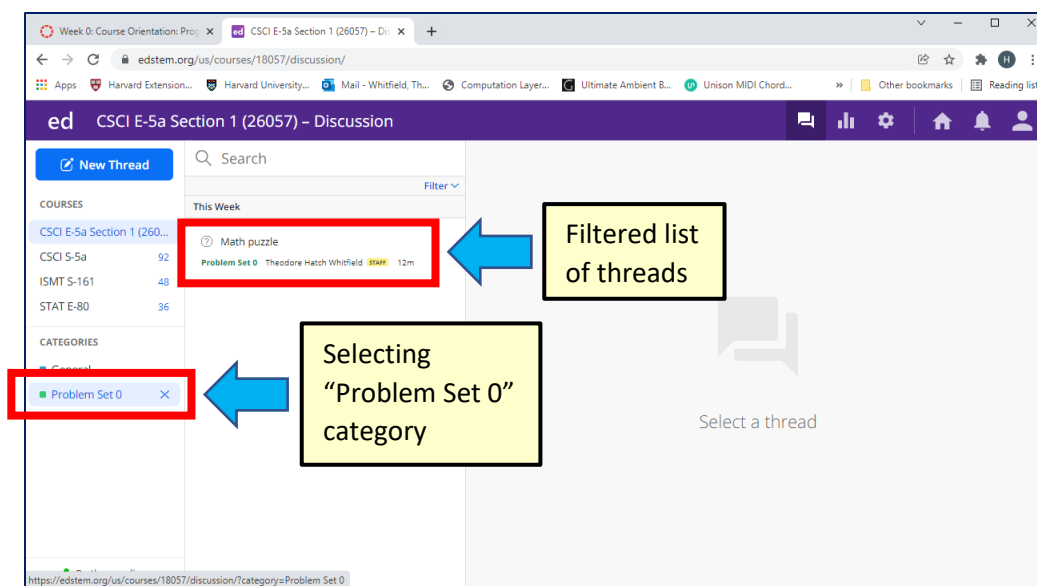 Week 0: Course Orientation: Prog
CSCI E-5a Section 1 (26057) – Dis
edstem.org/us/courses/18057/discussion/
H
Apps
Harvard Extension...
Harvard University...
Mail - Whitfield, Th...
Computation Layer...
Ultimate Ambient B...
Unison MIDI Chord...
»
Other bookmarks
Reading list
ed
CSCI E-5a Section 1 (26057) – Discussion
New Thread
Search
Filter
COURSES
This Week
CSCI E-5a Section 1 (260...
CSCI S-5a 92
ISMT S-161 48
STAT E-80 36
Math puzzle
Problem Set 0 Theodore Hatch Whitfield STAFF 12m
Filtered list
of threads
CATEGORIES
General
Problem Set 0
Selecting
“Problem Set 0”
category
Select a thread
https://edstem.org/us/courses/18057/discussion/?category=Problem Set 0